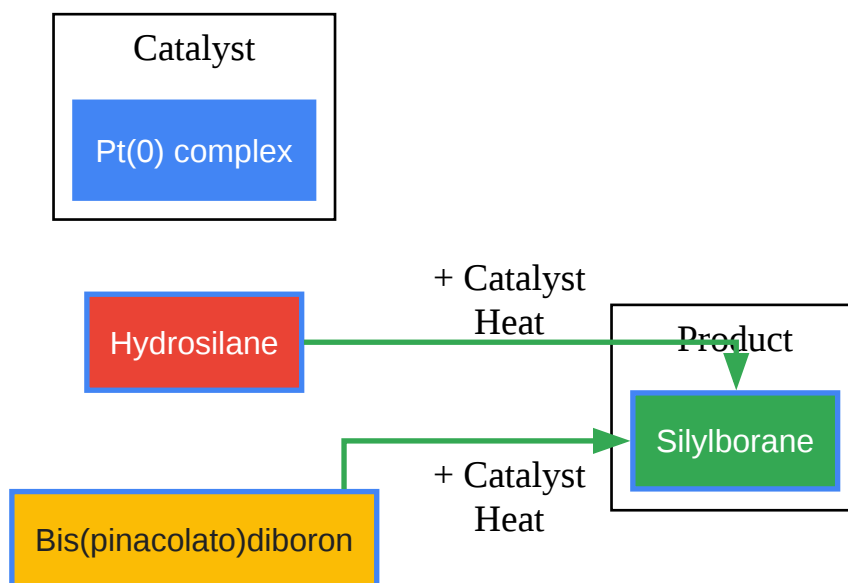 Catalyst
Pt(0) complex
+ Catalyst
Heat
Hydrosilane
Product
Silylborane
+ Catalyst
Heat
Bis(pinacolato)diboron